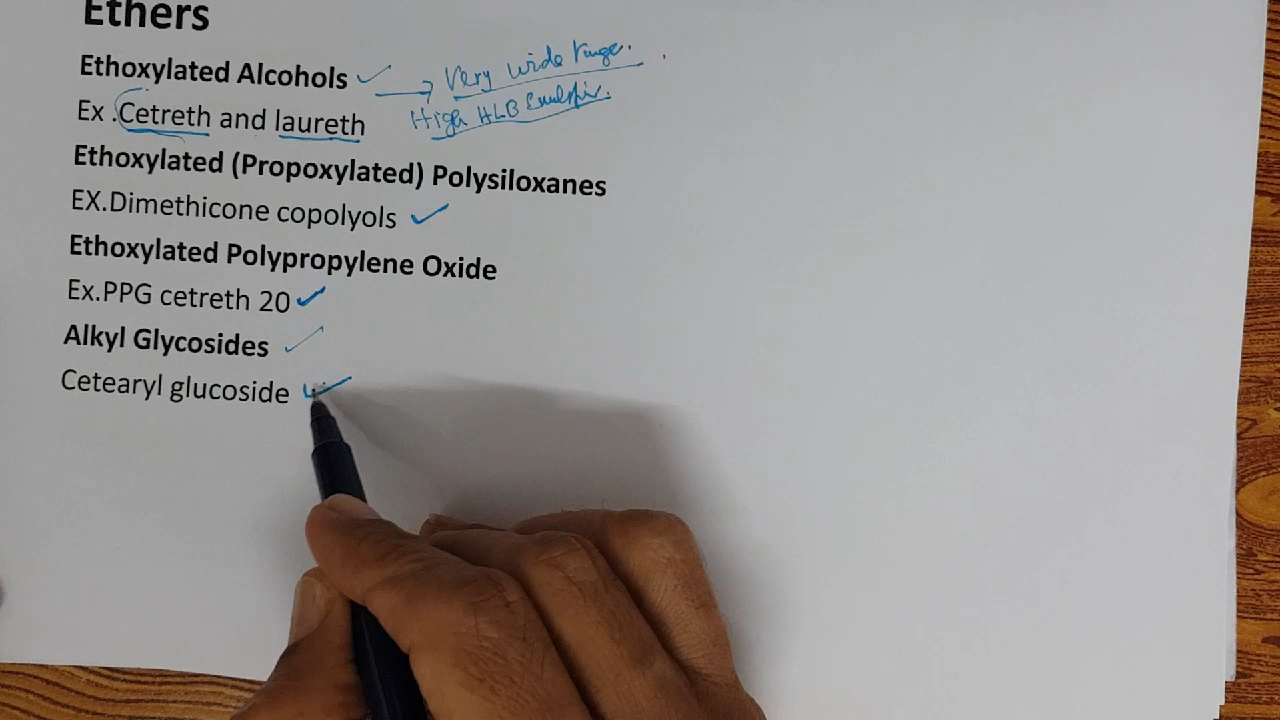 Ethers
Ethoxylated Alcohols
Very wide range.
Ex .Cetreth and laureth
High HLB
Ethoxylated (Propoxylated) Polysiloxanes
EX.Dimethicone copolyols
Ethoxylated Polypropylene Oxide
Ex.PPG cetreth 20
Alkyl Glycosides
Cetearyl glucoside